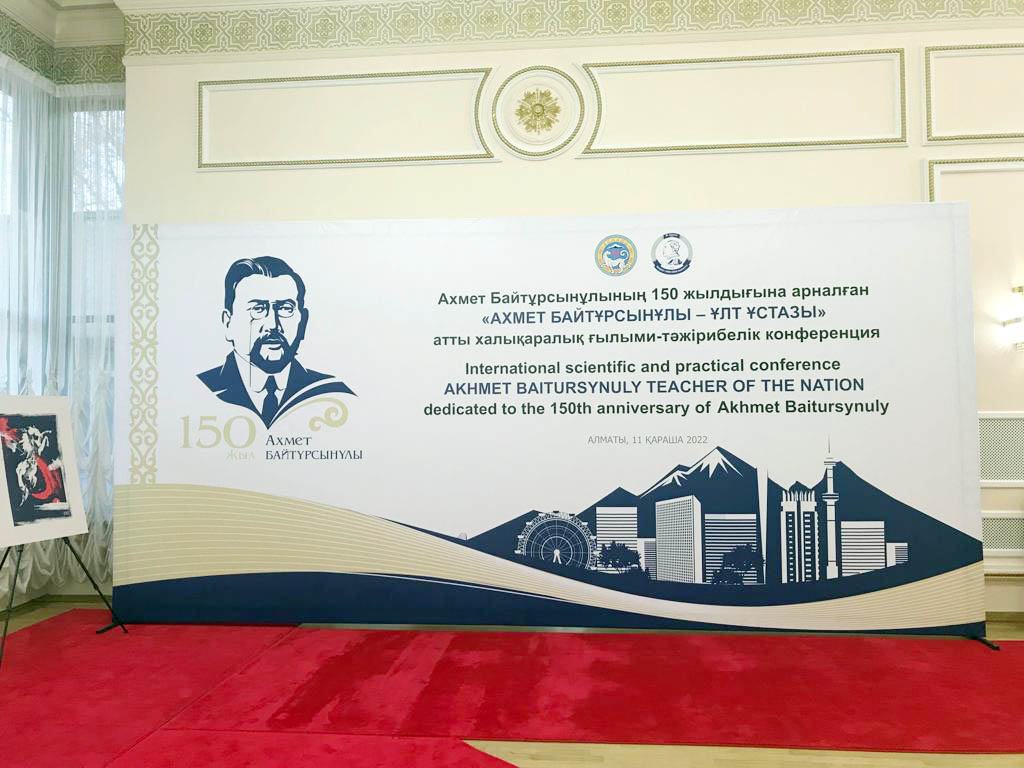 Ахмет Байтұрсынұлының 150 жылдығына арналған
«АХМЕТ БАЙТҰРСЫНҰЛЫ – ҰЛТ ҰСТАЗЫ»
атты халықаралық ғылыми-тәжірибелік конференция
International scientific and practical conference
AKHMET BAITURSYNULY TEACHER OF THE NATION
dedicated to the 150th anniversary of Akhmet Baitursynuly
АЛМАТЫ, 11 ҚАРАША 2022
150
жыл
Ахмет
БАЙТҰРСЫНҰЛЫ